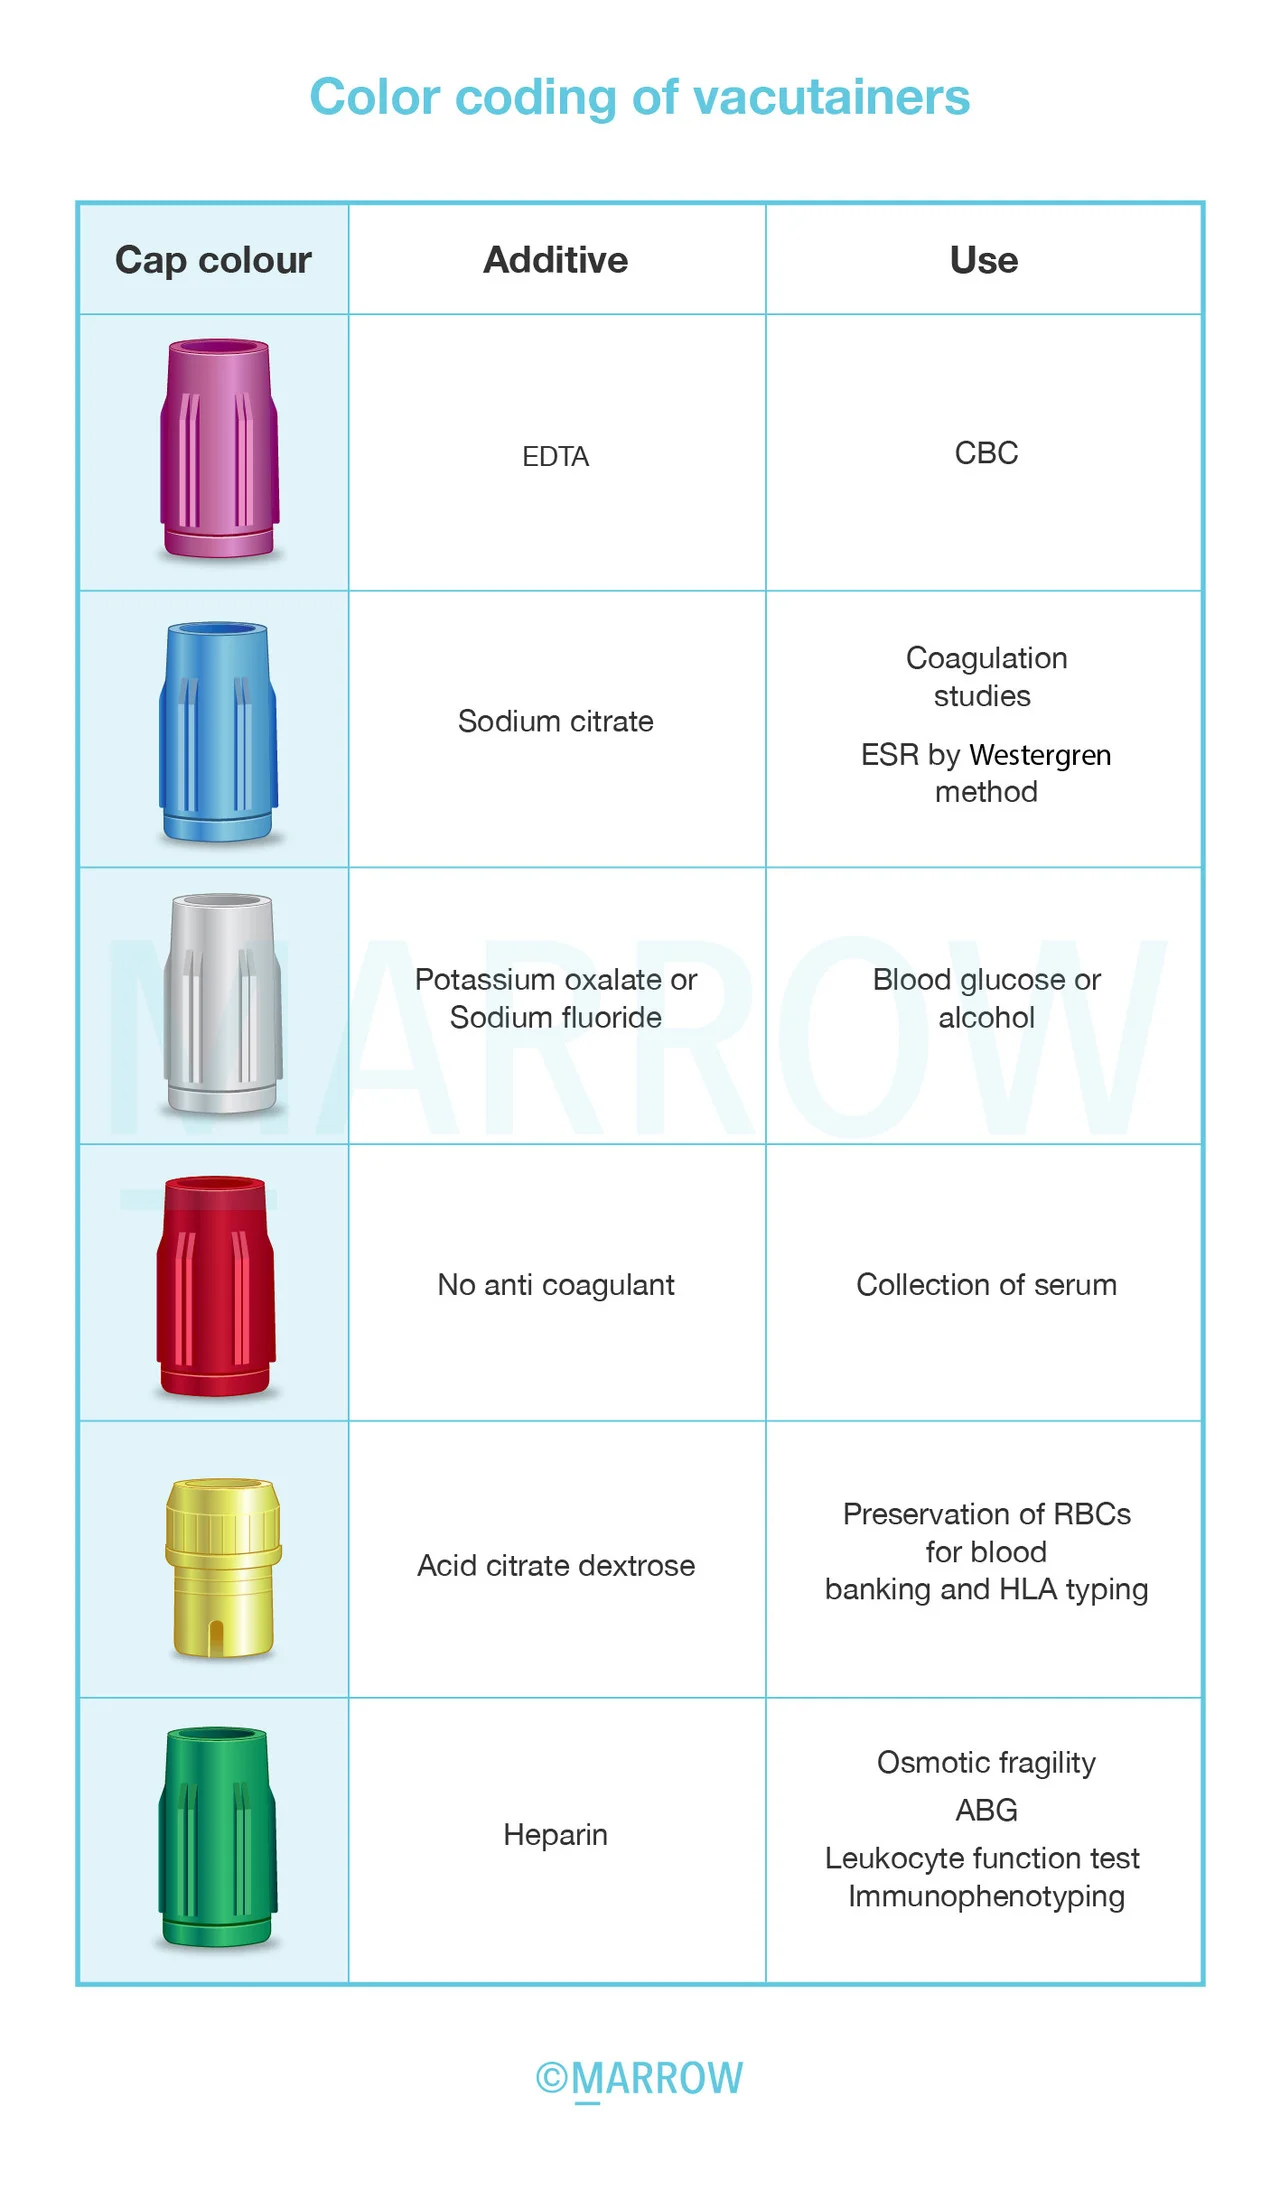 Color coding of vacutainers
Cap colour
Additive
Use
EDTA
CBC
Sodium citrate
Coagulation
studies
ESR by Westergren
method
Potassium oxalate or
Sodium fluoride
Blood glucose or
alcohol
No anti coagulant
Collection of serum
Acid citrate dextrose
Preservation of RBCs
for blood
banking and HLA typing
Heparin
Osmotic fragility
ABG
Leukocyte function test
Immunophenotyping
MARROW
©MARROW